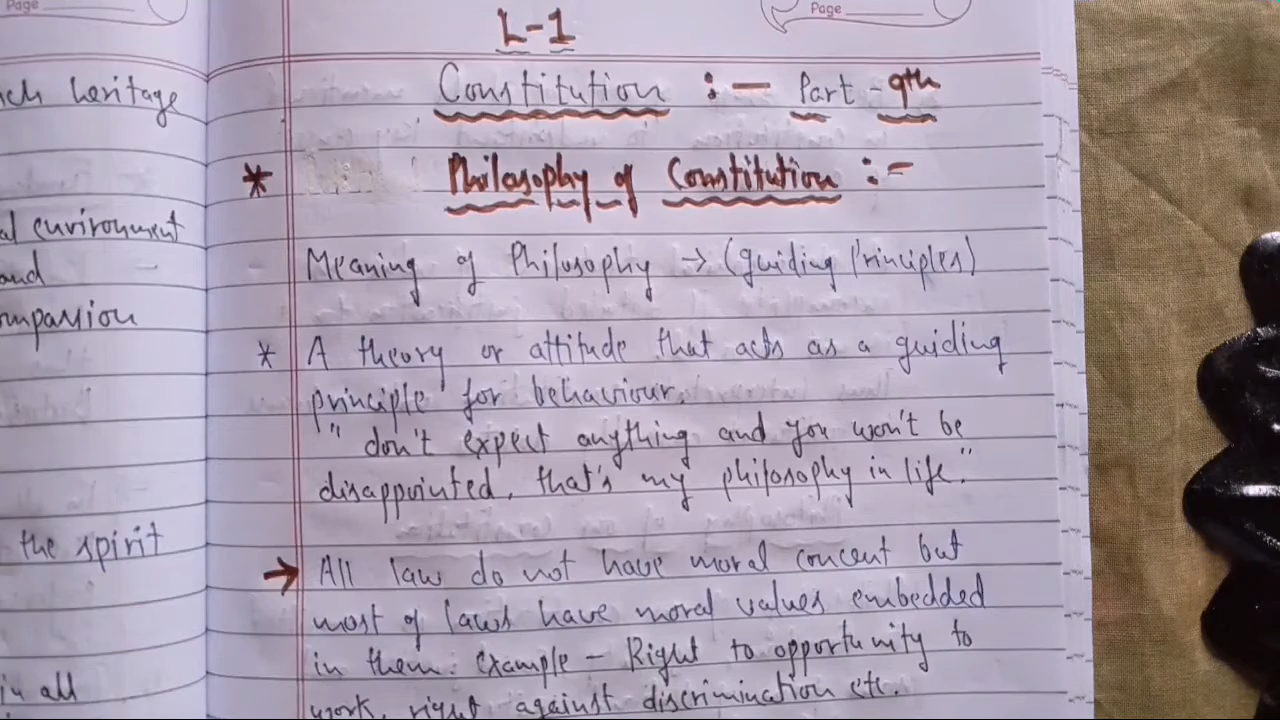 Page
Page
L-1
Constitution :- Part - 9th
* Philosophy of Constitution :-
Meaning of Philosophy → (guiding Principles)
* A theory or attitude that acts as a guiding
principle for behaviour.
" don't expect anything and you won't be
disappointed, that's my philosophy in life."
→ All law do not have moral concent but
most of laws have moral values embedded
in them. example - Right to opportunity to
work, right against discrimination etc.
heritage
environment
and
the spirit
in all